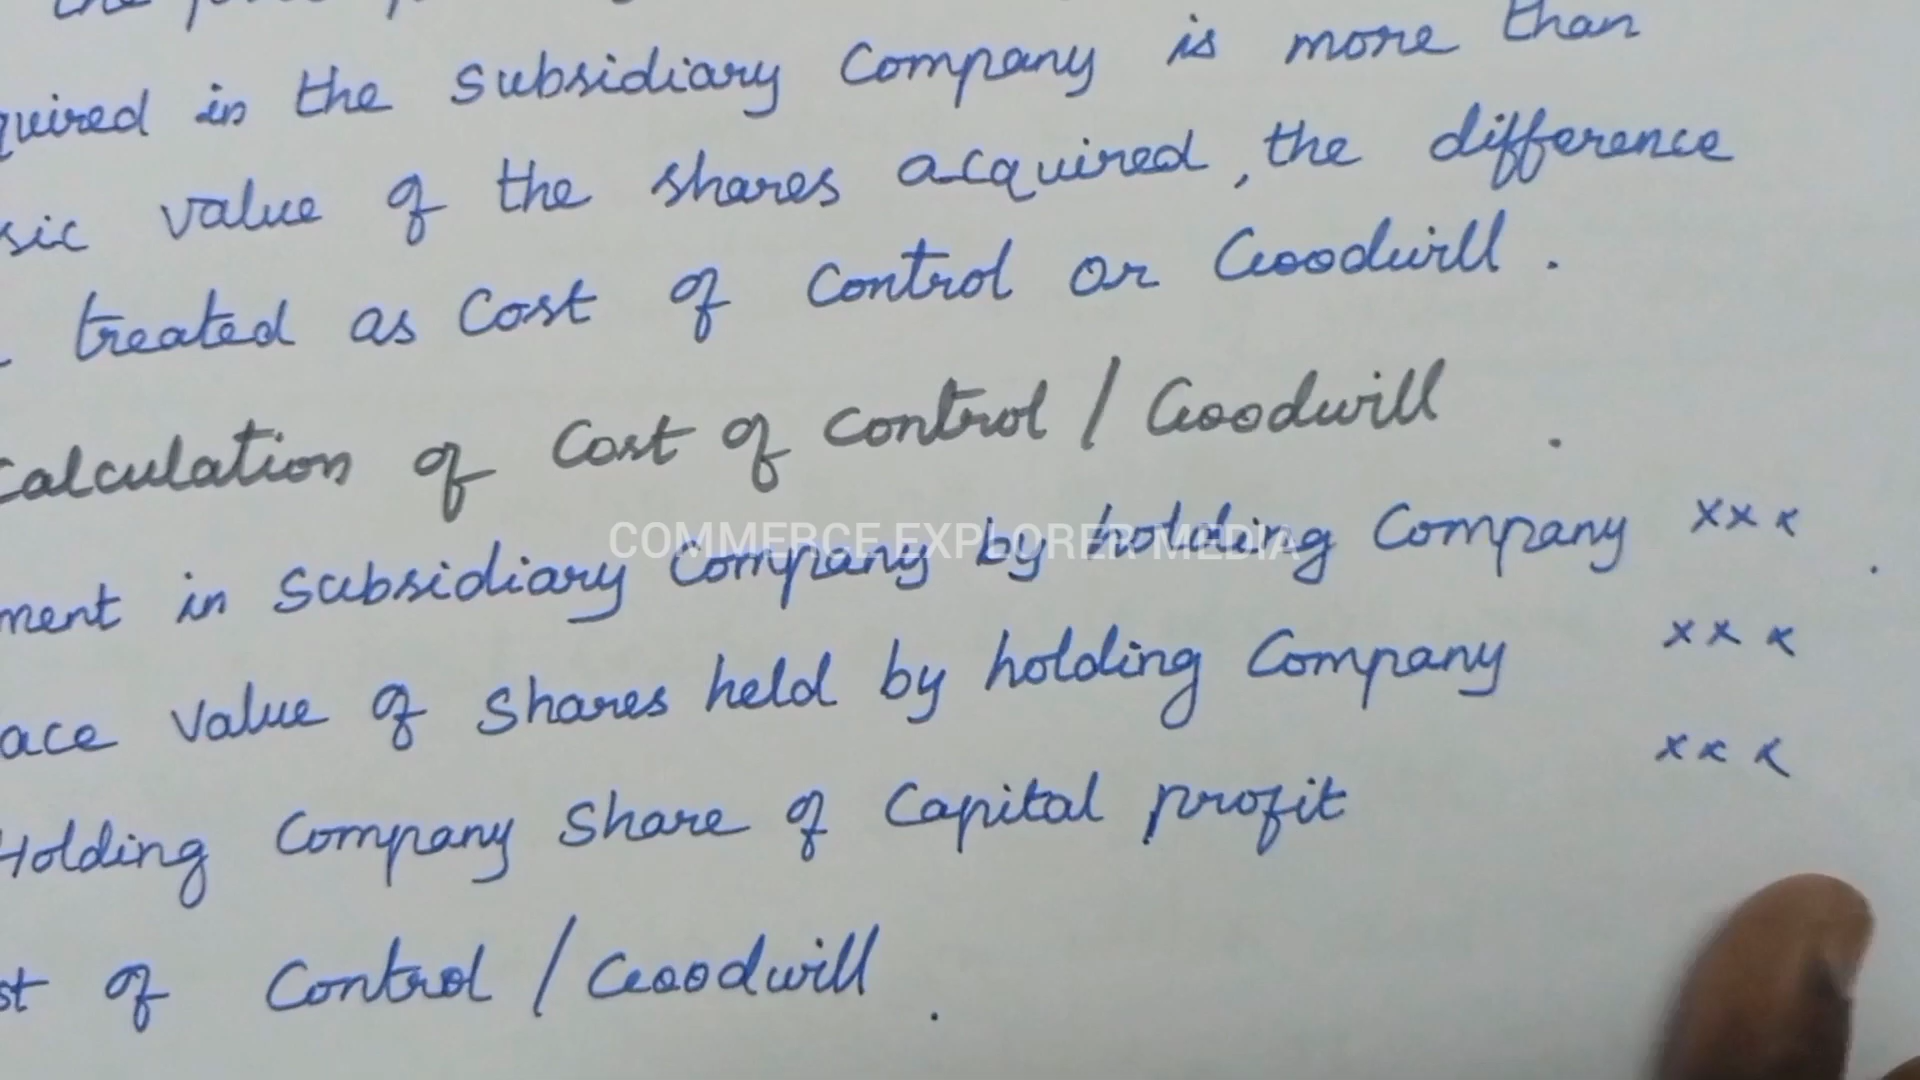 the
quired in the Subsidiary Company is more than
sic value of the shares acquired, the difference
treated as Cost of Control or Goodwill.
Calculation of Cost of Control / Goodwill
COMMERCE EXPLORER MEDIA
ment in Subsidiary Company by holding Company xxx
ace value of Shares held by holding Company xxx
Holding Company Share of Capital profit xxx
st of Control / Goodwill.